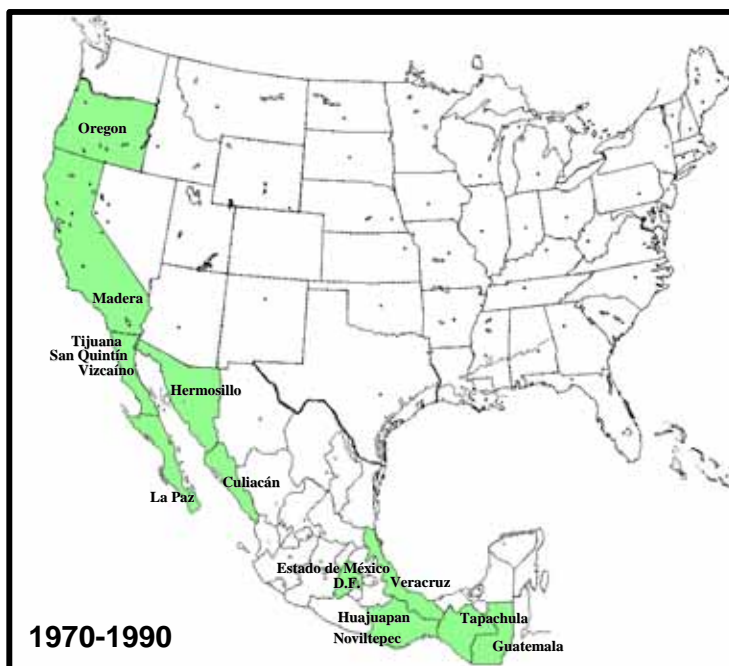 Oregon
Madera
Tijuana
San Quintín
Vizcaíno
Hermosillo
Culiacán
La Paz
Estado de México
D.F.
Veracruz
Huajuapan
Tapachula
Noviltepec
Guatemala
1970-1990